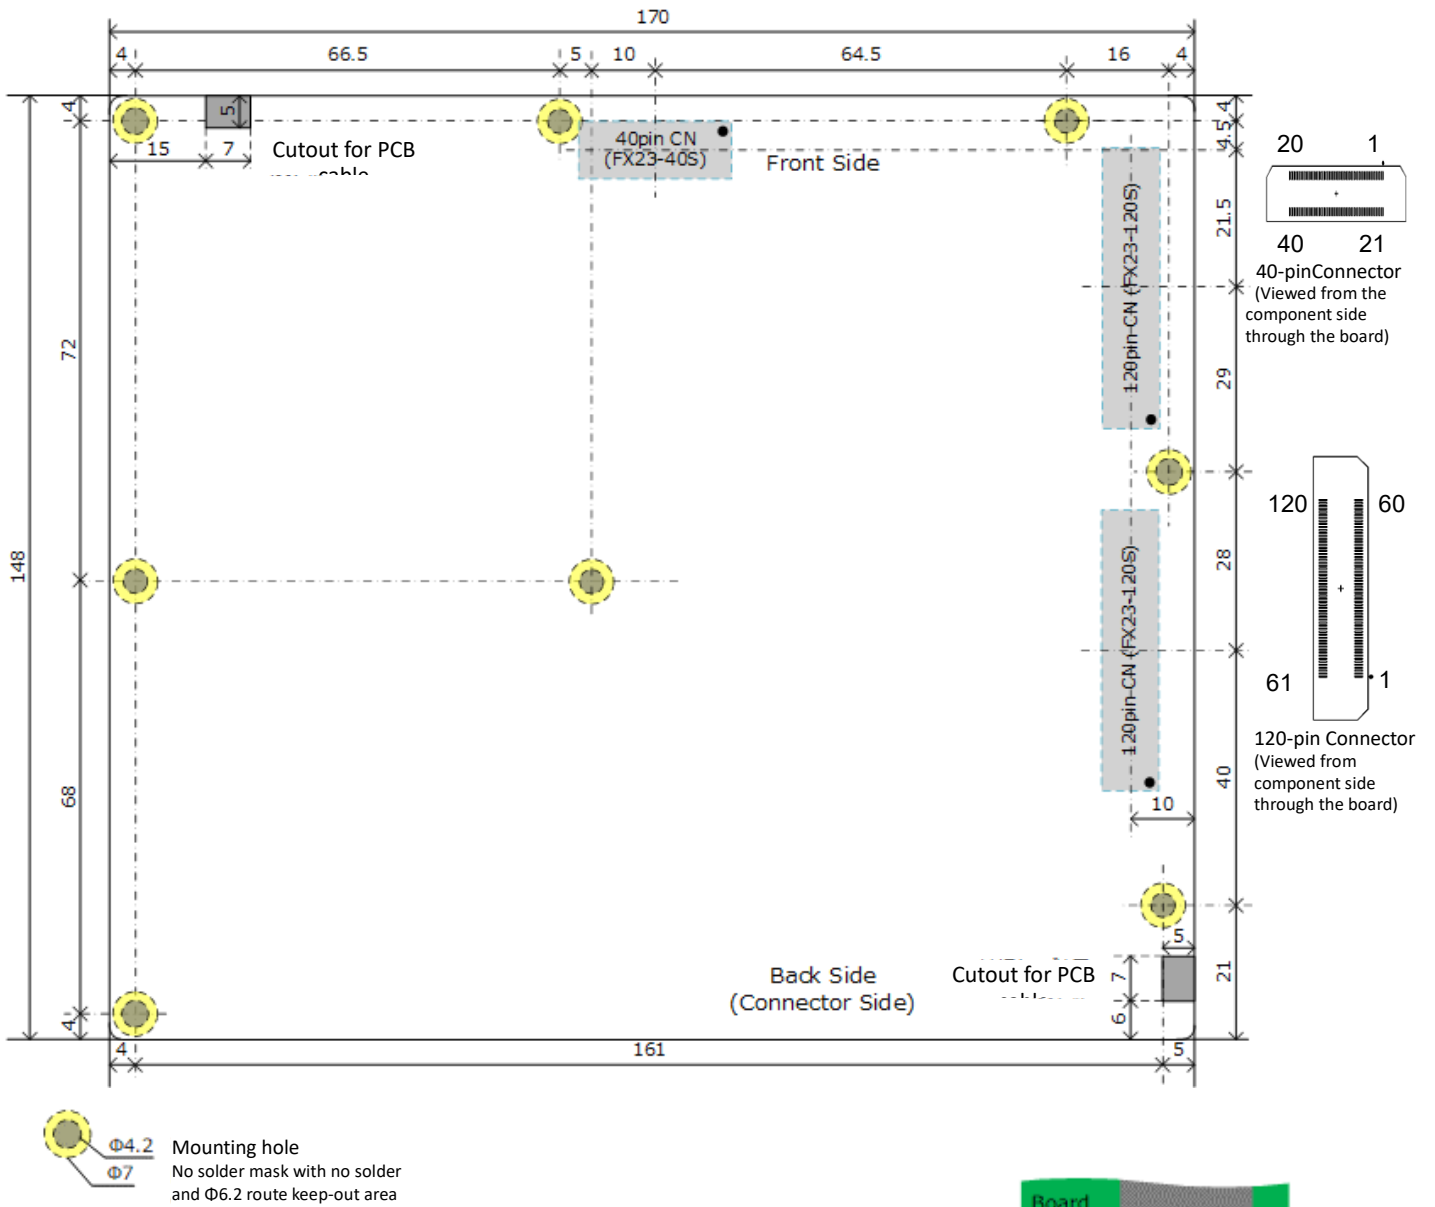 170
4 66.5 5 10 64.5 16 4
4
5
15 7
Cutout for PCB
cable
40pin CN
(FX23-40S)
Front Side
4
4.5
21.5
29
28
40
21
120pin-CN (FX23-120S)
120pin-CN (FX23-120S)
72
148
68
4
10
5
7
6
Cutout for PCB
Back Side
(Connector Side)
4 161 5
20 1
40 21
40-pinConnector
(Viewed from the
component side
through the board)
120 60
61 1
120-pin Connector
(Viewed from
component side
through the board)
Φ4.2
Φ7
Mounting hole
No solder mask with no solder
and Φ6.2 route keep-out area
Board